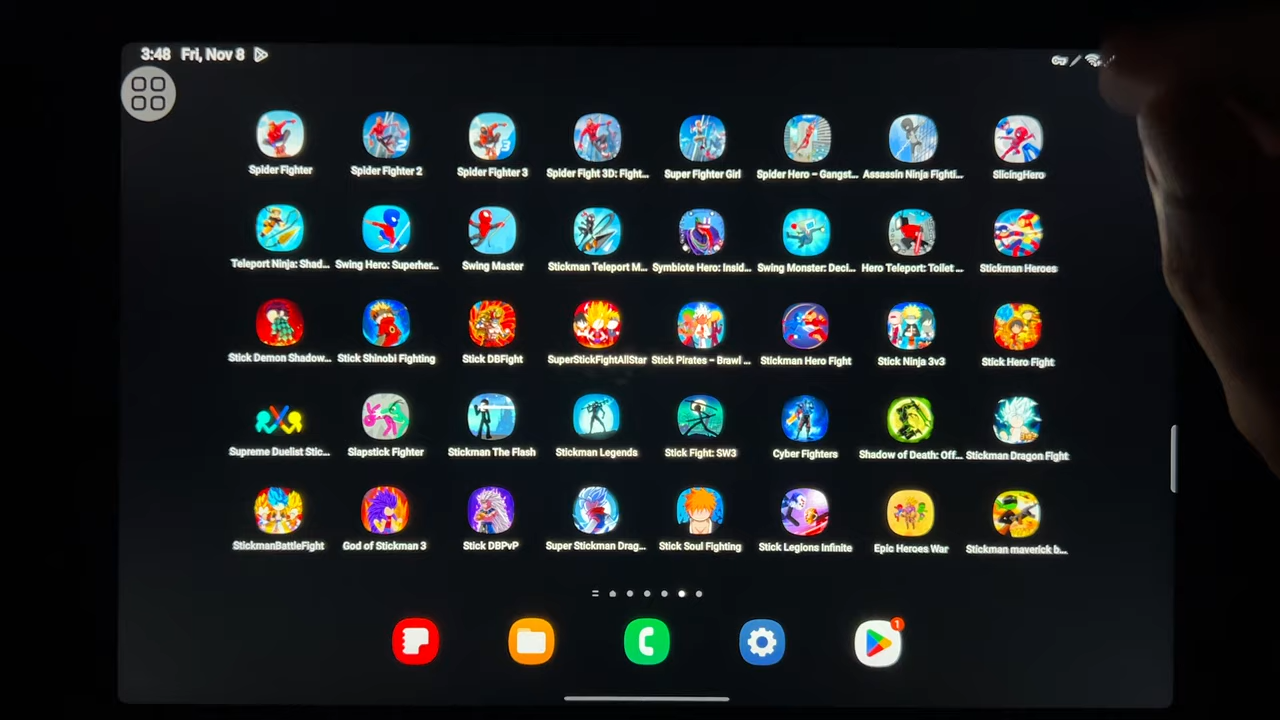 3:48 Fri, Nov 8
Spider Fighter Spider Fighter 2 Spider Fighter 3 Spider Fight 3D: Fight... Super Fighter Girl Spider Hero – Gangst... Assassin Ninja Fighti... SlicingHero
Teleport Ninja: Shad... Swing Hero: Superher... Swing Master Stickman Teleport M... Symbiote Hero: Insid... Swing Monster: Deci... Hero Teleport: Toilet ... Stickman Heroes
Stick Demon Shadow... Stick Shinobi Fighting Stick DBFight SuperStickFightAllStar Stick Pirates – Brawl ... Stickman Hero Fight Stick Ninja 3v3 Stick Hero Fight
Supreme Duelist Stic... Slapstick Fighter Stickman The Flash Stickman Legends Stick Fight: SW3 Cyber Fighters Shadow of Death: Off... Stickman Dragon Fight
StickmanBattleFight God of Stickman 3 Stick DBPvP Super Stickman Drag... Stick Soul Fighting Stick Legions Infinite Epic Heroes War Stickman maverick b...
1